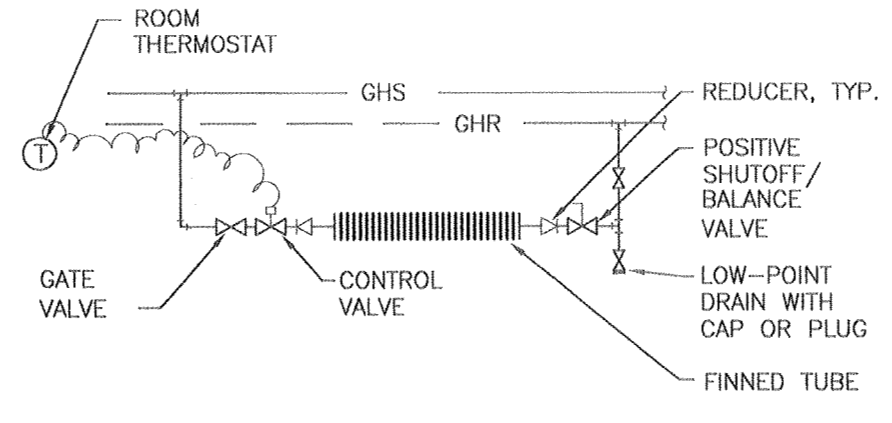 ROOM
THERMOSTAT
GHS
REDUCER, TYP.
GHR
T
POSITIVE
SHUTOFF/
BALANCE
VALVE
GATE
VALVE
CONTROL
VALVE
LOW-POINT
DRAIN WITH
CAP OR PLUG
FINNED TUBE